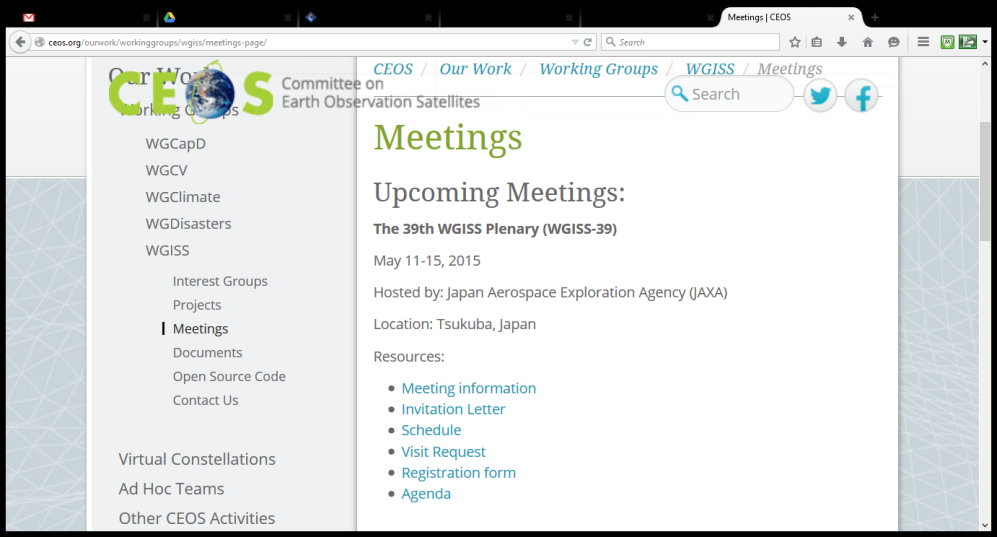 Meetings | CEOS
ceos.org/ourwork/workinggroups/wgiss/meetings-page/
Search
Our Work
CEOS
Committee on
Earth Observation Satellites
Working Groups
WGCapD
WGCV
WGClimate
WGDisasters
WGISS
Interest Groups
Projects
Meetings
Documents
Open Source Code
Contact Us
Virtual Constellations
Ad Hoc Teams
Other CEOS Activities
CEOS / Our Work / Working Groups / WGISS / Meetings
Search
Meetings
Upcoming Meetings:
The 39th WGISS Plenary (WGISS-39)
May 11-15, 2015
Hosted by: Japan Aerospace Exploration Agency (JAXA)
Location: Tsukuba, Japan
Resources:
Meeting information
Invitation Letter
Schedule
Visit Request
Registration form
Agenda